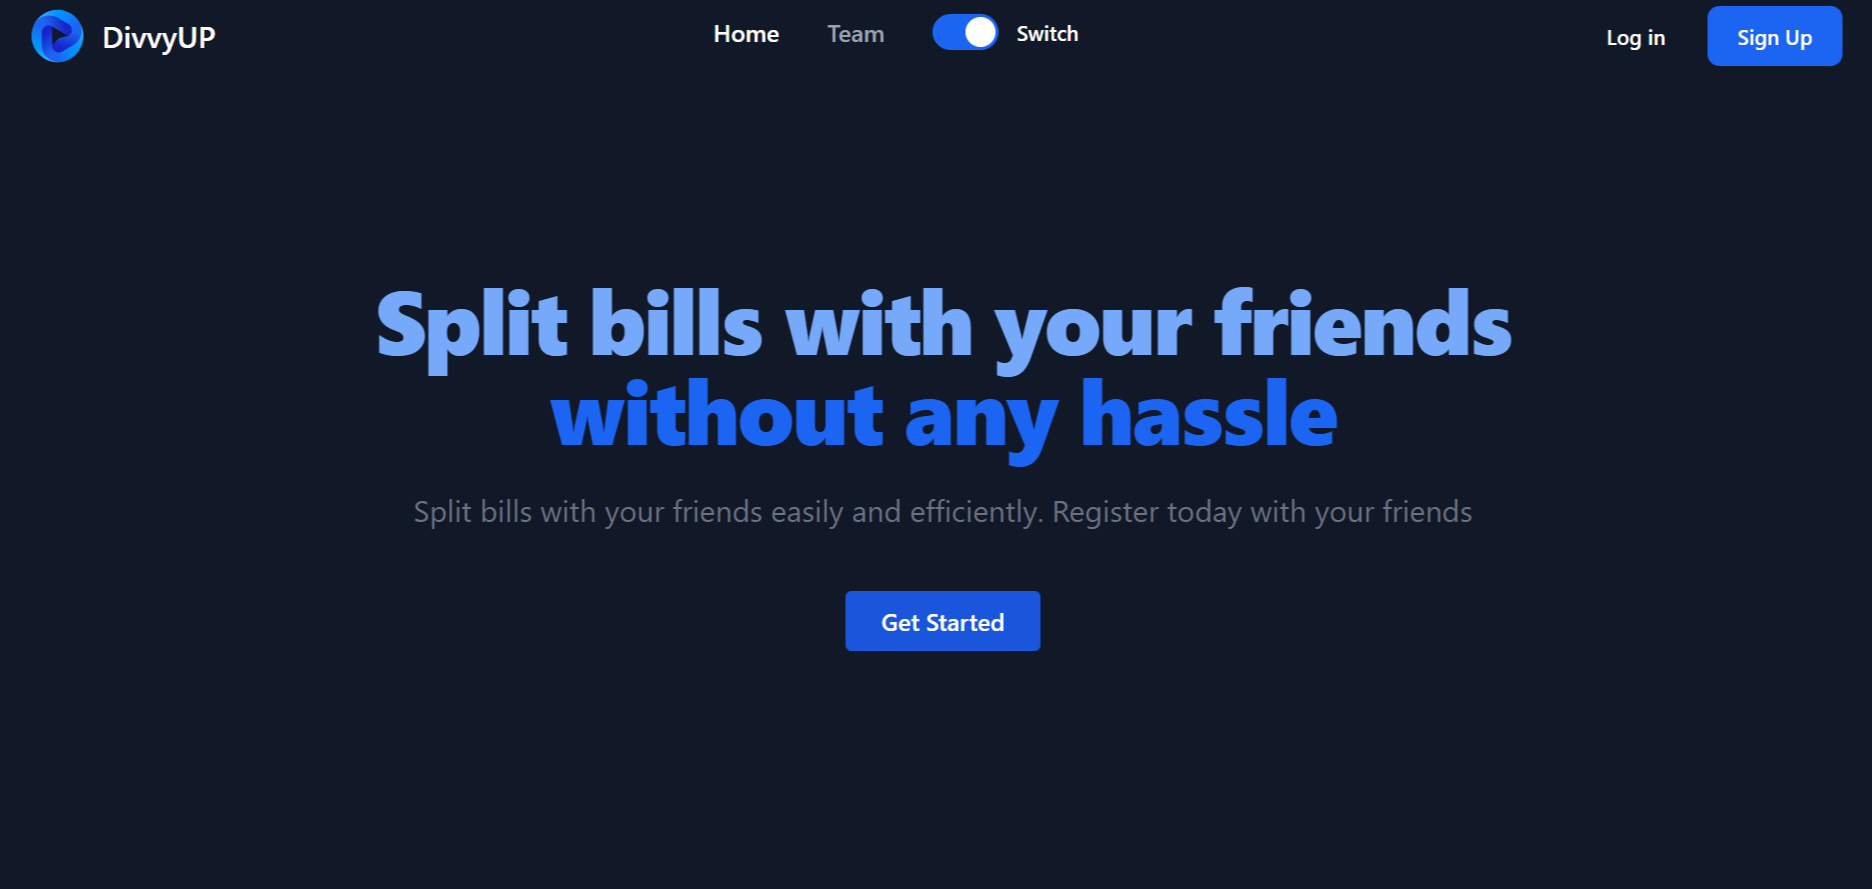 DivvyUP
Home
Team
Switch
Log in
Sign Up
Split bills with your friends
without any hassle
Split bills with your friends easily and efficiently. Register today with your friends
Get Started